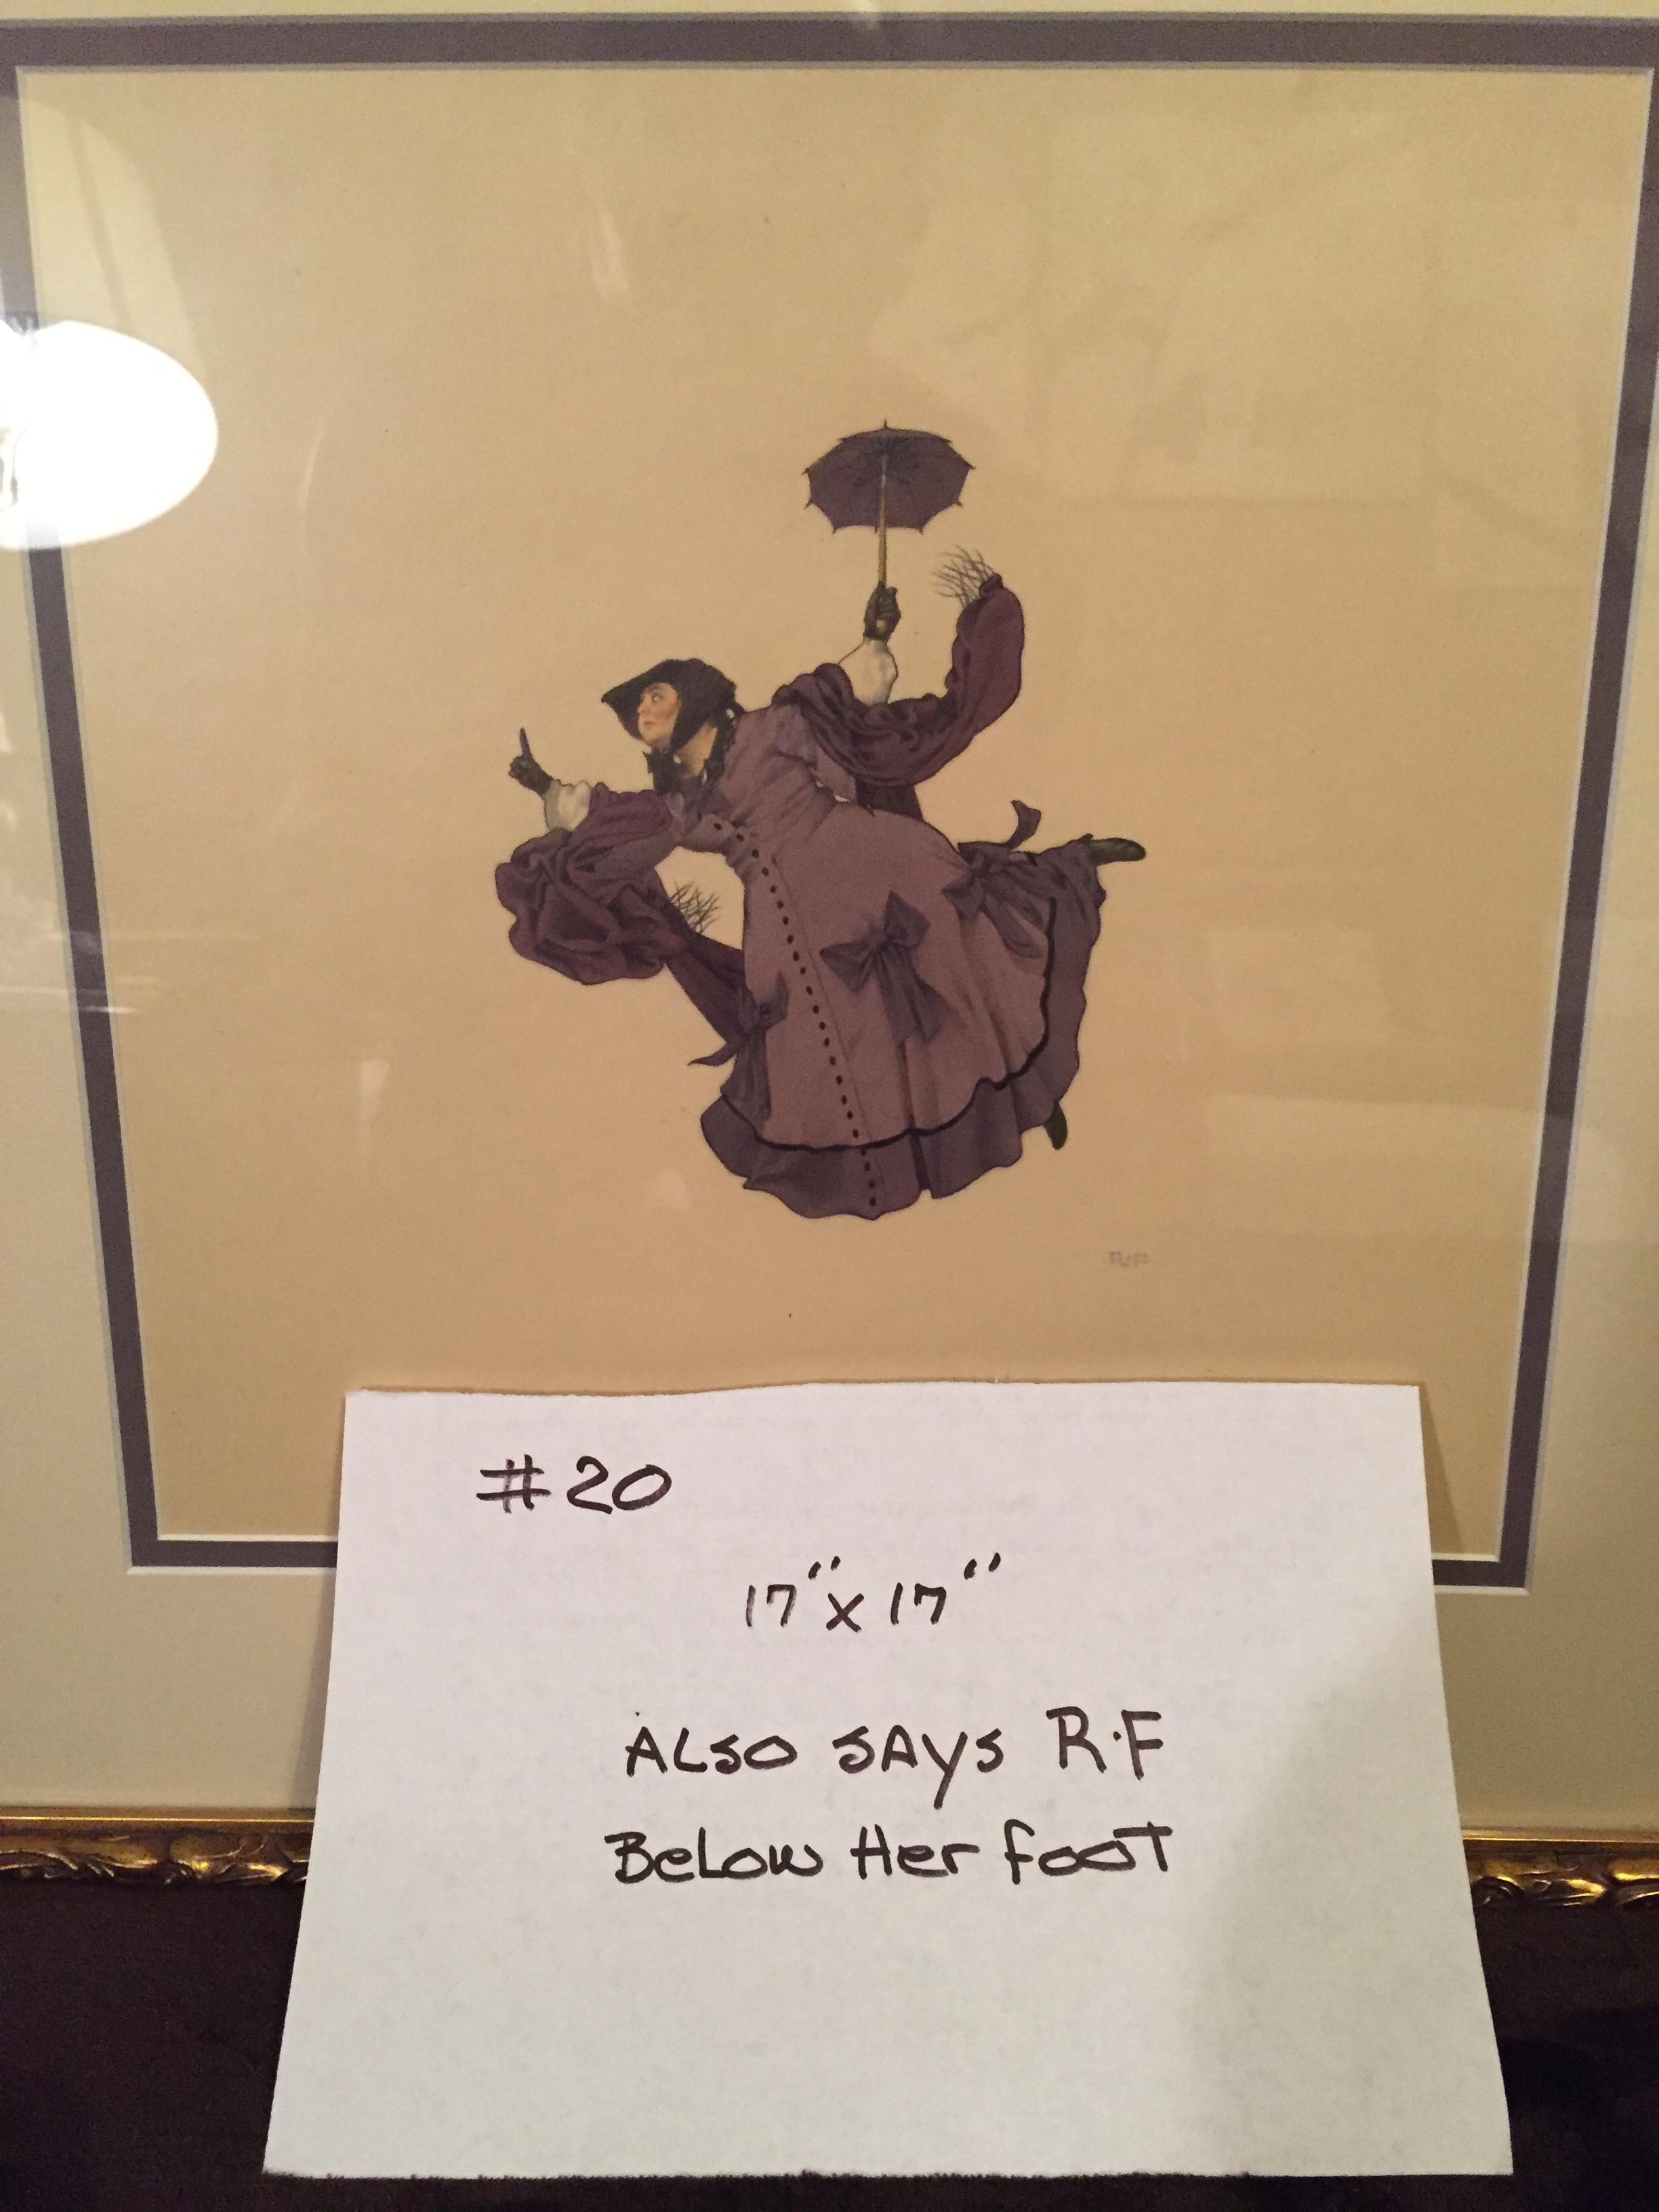 R·F
#20
17" x 17"
ALSO SAYS R·F
BELOW HER FOOT